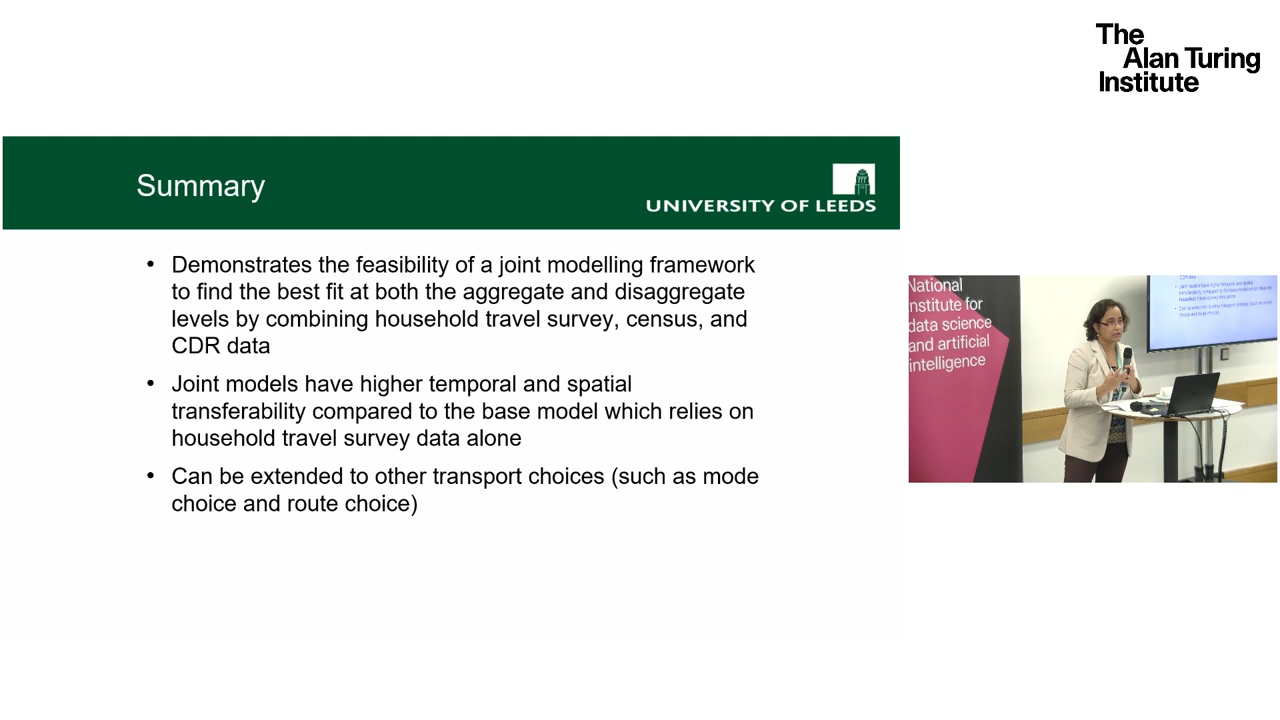 The
Alan Turing
Institute
Summary
UNIVERSITY OF LEEDS
• Demonstrates the feasibility of a joint modelling framework
to find the best fit at both the aggregate and disaggregate
levels by combining household travel survey, census, and
CDR data
• Joint models have higher temporal and spatial
transferability compared to the base model which relies on
household travel survey data alone
• Can be extended to other transport choices (such as mode
choice and route choice)
National
Institute for
data science
and artificial
intelligence